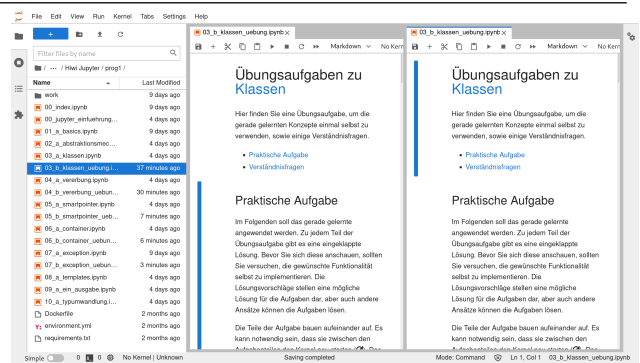 File Edit View Run Kernel Tabs Settings Help
Filter files by name
/ ··· / Hiwi Jupyter / prog1 /
Name Last Modified
work 9 days ago
00_index.ipynb 9 days ago
00_jupyter_einfuehrung... 4 days ago
01_a_basics.ipynb 9 days ago
02_a_abstraktionsmec... 4 days ago
03_a_klassen.ipynb 4 days ago
03_b_klassen_uebung.i... 37 minutes ago
04_a_vererbung.ipynb 4 days ago
04_b_vererbung_uebun... 30 minutes ago
05_a_smartpointer.ipynb 4 days ago
05_b_smartpointer_ueb... 7 minutes ago
06_a_container.ipynb 4 days ago
06_b_container_uebun... 6 minutes ago
07_a_exception.ipynb 9 days ago
07_b_exception_uebun... 3 minutes ago
08_a_templates.ipynb 4 days ago
09_a_ein_ausgabe.ipynb 4 days ago
10_a_typumwandlung.i... 4 days ago
Dockerfile 2 months ago
environment.yml 2 months ago
requirements.txt 2 months ago
03_b_klassen_uebung.ipynb ×
Markdown No Kern
Übungsaufgaben zu
Klassen
Hier finden Sie eine Übungsaufgabe, um die
gerade gelernten Konzepte einmal selbst zu
verwenden, sowie einige Verständnisfragen.
• Praktische Aufgabe
• Verständnisfragen
Praktische Aufgabe
Im Folgenden soll das gerade gelernte
angewendet werden. Zu jedem Teil der
Übungsaufgabe gibt es eine eingeklappte
Lösung. Bevor Sie sich diese anschauen, sollten
Sie versuchen, die gewünschte Funktionalität
selbst zu implementieren. Die
Lösungsvorschläge stellen eine mögliche
Lösung für die Aufgaben dar, aber auch andere
Ansätze können die Aufgaben lösen.
Die Teile der Aufgabe bauen aufeinander auf. Es
kann notwendig sein, dass sie zwischen den
03_b_klassen_uebung.ipynb ×
Markdown No Kern
Übungsaufgaben zu
Klassen
Hier finden Sie eine Übungsaufgabe, um die
gerade gelernten Konzepte einmal selbst zu
verwenden, sowie einige Verständnisfragen.
• Praktische Aufgabe
• Verständnisfragen
Praktische Aufgabe
Im Folgenden soll das gerade gelernte
angewendet werden. Zu jedem Teil der
Übungsaufgabe gibt es eine eingeklappte
Lösung. Bevor Sie sich diese anschauen, sollten
Sie versuchen, die gewünschte Funktionalität
selbst zu implementieren. Die
Lösungsvorschläge stellen eine mögliche
Lösung für die Aufgaben dar, aber auch andere
Ansätze können die Aufgaben lösen.
Die Teile der Aufgabe bauen aufeinander auf. Es
kann notwendig sein, dass sie zwischen den
Simple 0 0 No Kernel | Unknown Saving completed Mode: Command Ln 1, Col 1 03_b_klassen_uebung.ipynb